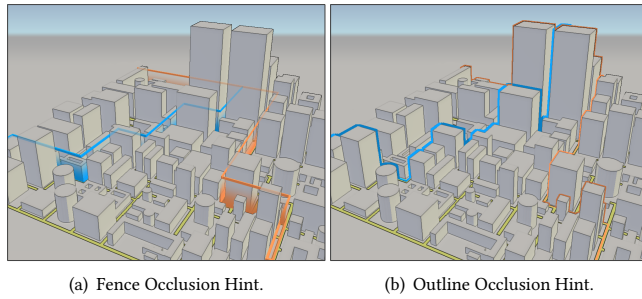 (a) Fence Occlusion Hint.
(b) Outline Occlusion Hint.